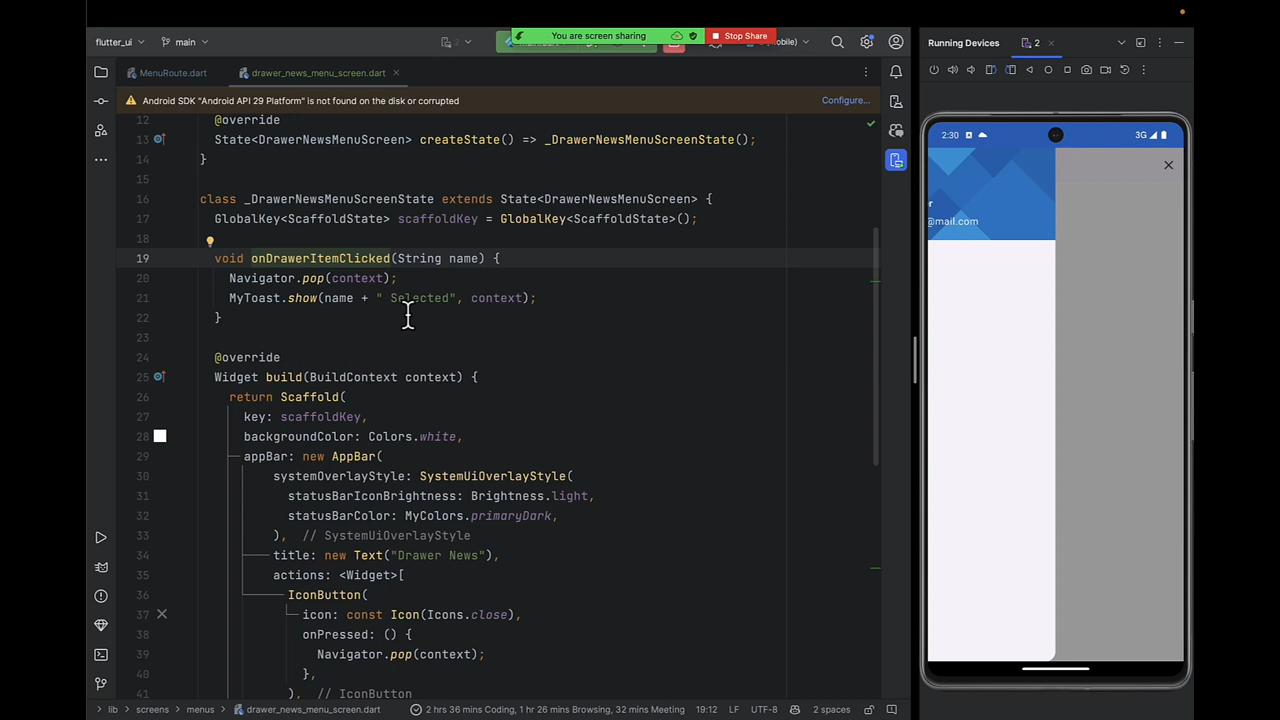 flutter_ui
main
2
You are screen sharing
Stop Share
Running Devices
2
MenuRoute.dart
drawer_news_menu_screen.dart
Android SDK "Android API 29 Platform" is not found on the disk or corrupted
Configure...
12 @override
13 State<DrawerNewsMenuScreen> createState() => _DrawerNewsMenuScreenState();
14 }
15
16 class _DrawerNewsMenuScreenState extends State<DrawerNewsMenuScreen> {
17 GlobalKey<ScaffoldState> scaffoldKey = GlobalKey<ScaffoldState>();
18
19 void onDrawerItemClicked(String name) {
20 Navigator.pop(context);
21 MyToast.show(name + " Selected", context);
22 }
23
24 @override
25 Widget build(BuildContext context) {
26 return Scaffold(
27 key: scaffoldKey,
28 backgroundColor: Colors.white,
29 appBar: new AppBar(
30 systemOverlayStyle: SystemUiOverlayStyle(
31 statusBarIconBrightness: Brightness.light,
32 statusBarColor: MyColors.primaryDark,
33 ), // SystemUiOverlayStyle
34 title: new Text("Drawer News"),
35 actions: <Widget>[
36 IconButton(
37 icon: const Icon(Icons.close),
38 onPressed: () {
39 Navigator.pop(context);
40 },
41 ), // IconButton
2:30
3G
r
@mail.com
lib
screens
menus
drawer_news_menu_screen.dart
2 hrs 36 mins Coding, 1 hr 26 mins Browsing, 32 mins Meeting
19:12
LF
UTF-8
2 spaces